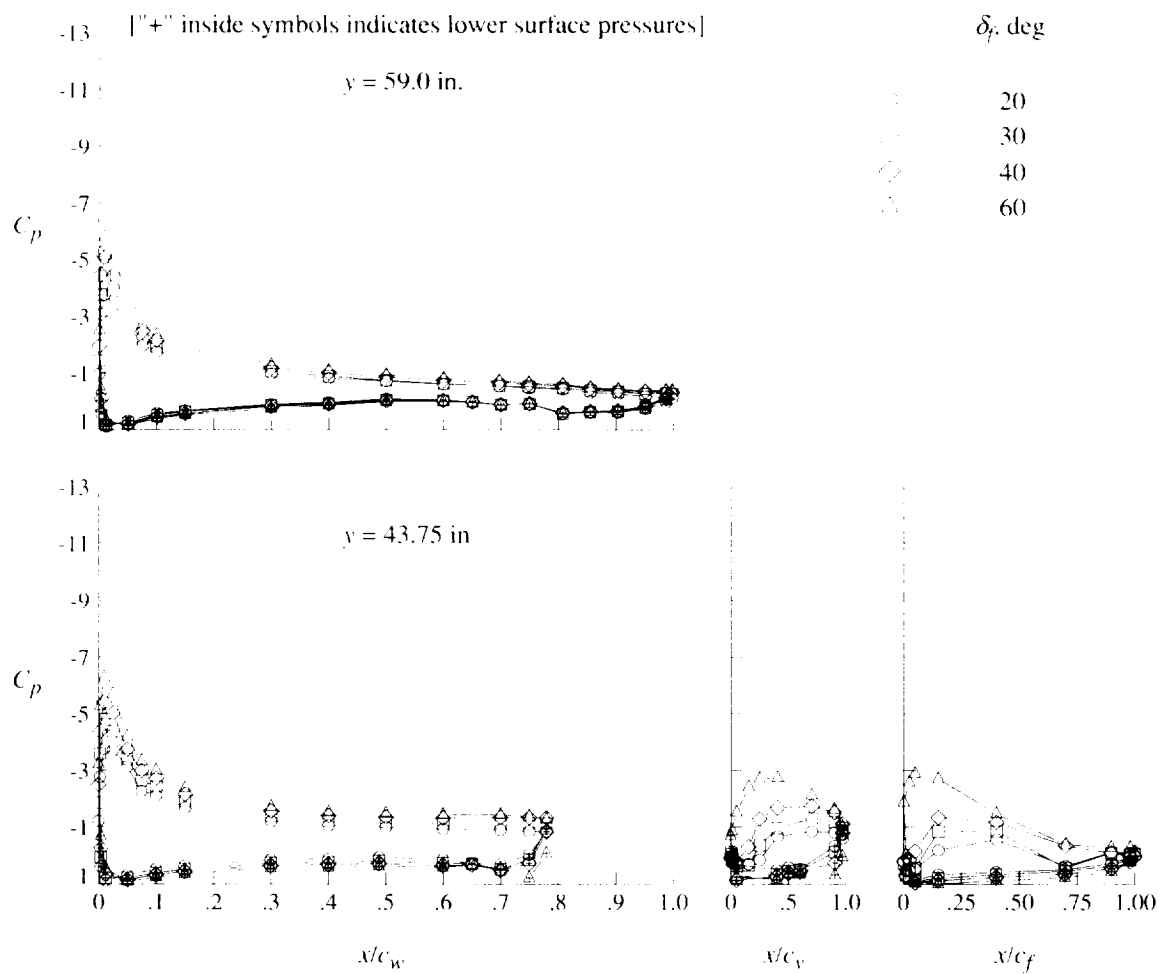 ["+" inside symbols indicates lower surface pressures]
δf, deg
y = 59.0 in.
20
30
40
60
-13
-11
-9
-7
-5
-3
-1
1
Cp
y = 43.75 in
-13
-11
-9
-7
-5
-3
-1
1
Cp
0 .1 .2 .3 .4 .5 .6 .7 .8 .9 1.0
x/cw
0 .5 1.0
x/cv
0 .25 .50 .75 1.00
x/cf